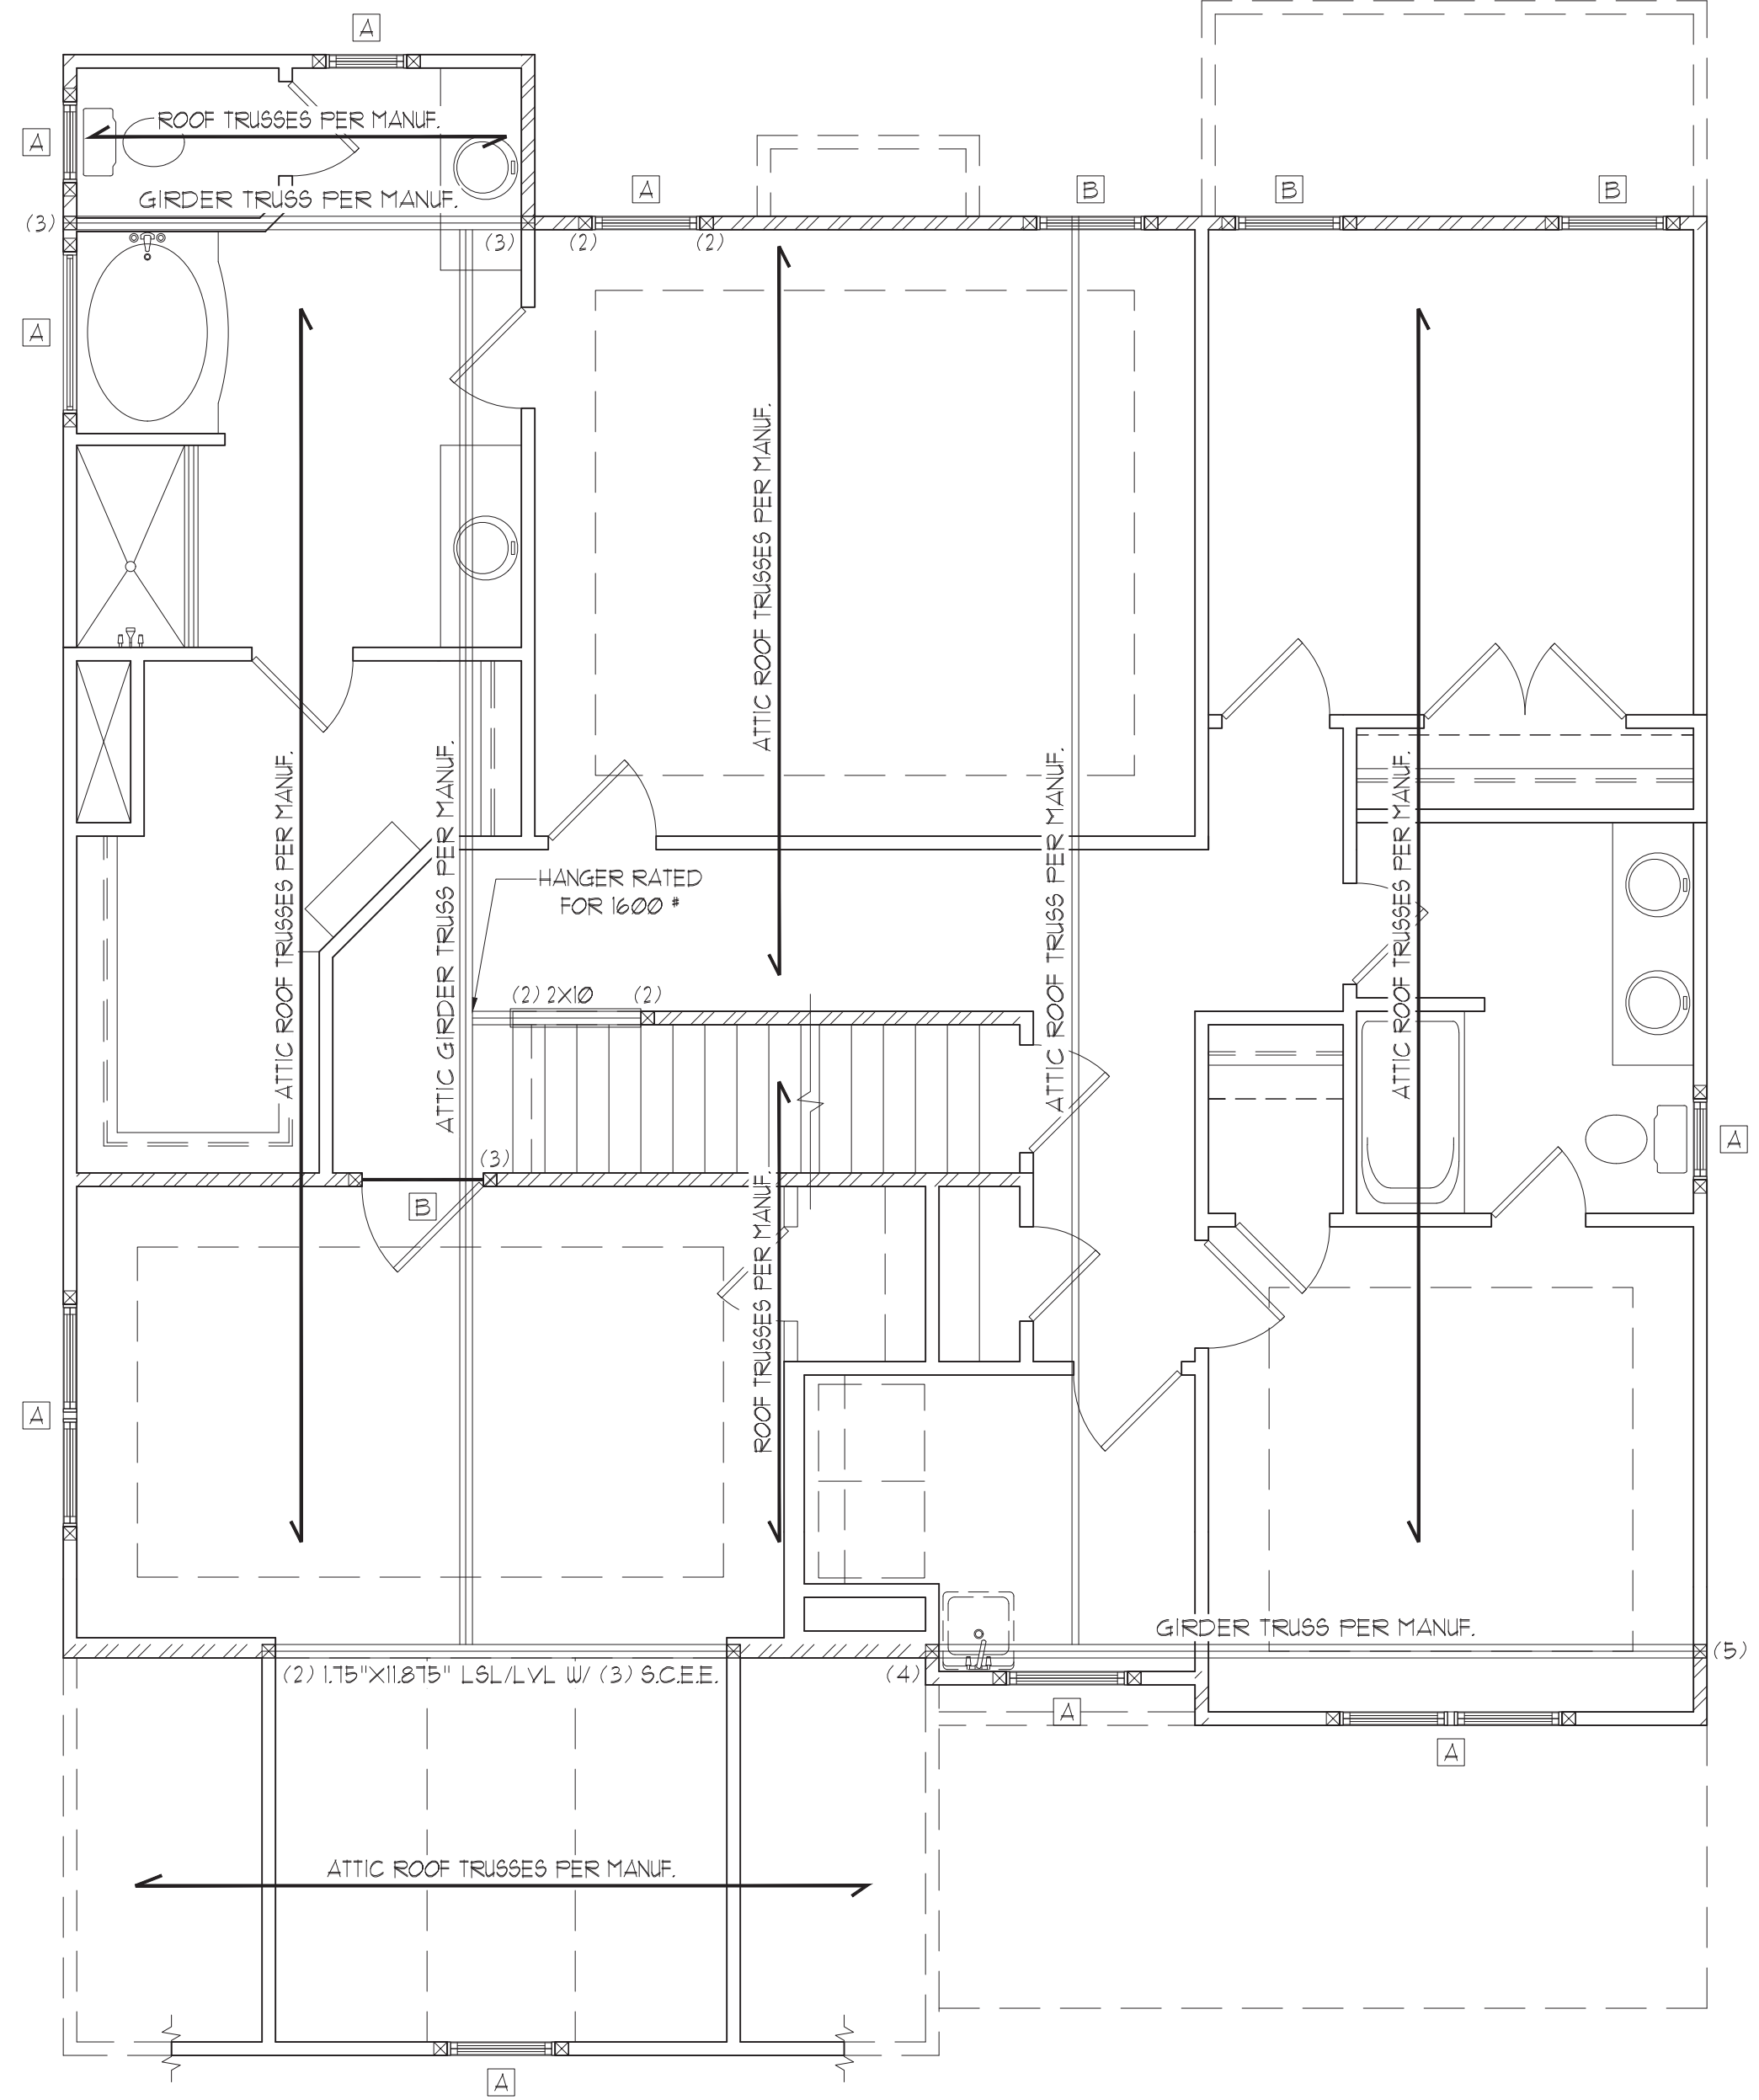 A
ROOF TRUSSES PER MANUF.
A
GIRDER TRUSS PER MANUF.
A
B
B
B
(3)
(3)
(2)
(2)
A
ATTIC ROOF TRUSSES PER MANUF.
ATTIC ROOF TRUSSES PER MANUF.
ATTIC GIRDER TRUSS PER MANUF.
ATTIC ROOF TRUSS PER MANUF.
ATTIC ROOF TRUSSES PER MANUF.
HANGER RATED
FOR 1600 #
(2) 2X10
(2)
(3)
A
B
ROOF TRUSSES PER MANUF.
A
GIRDER TRUSS PER MANUF.
(2) 1.75"X11.875" LSL/LVL W/ (3) S.C.E.E.
(4)
(5)
A
A
ATTIC ROOF TRUSSES PER MANUF.
A